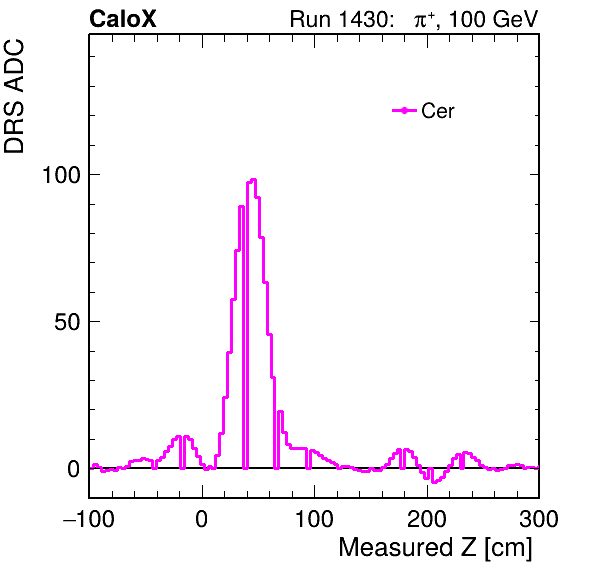 CaloX Run 1430: π⁺, 100 GeV
DRS ADC
Cer
100
50
0
−100 0 100 200 300
Measured Z [cm]